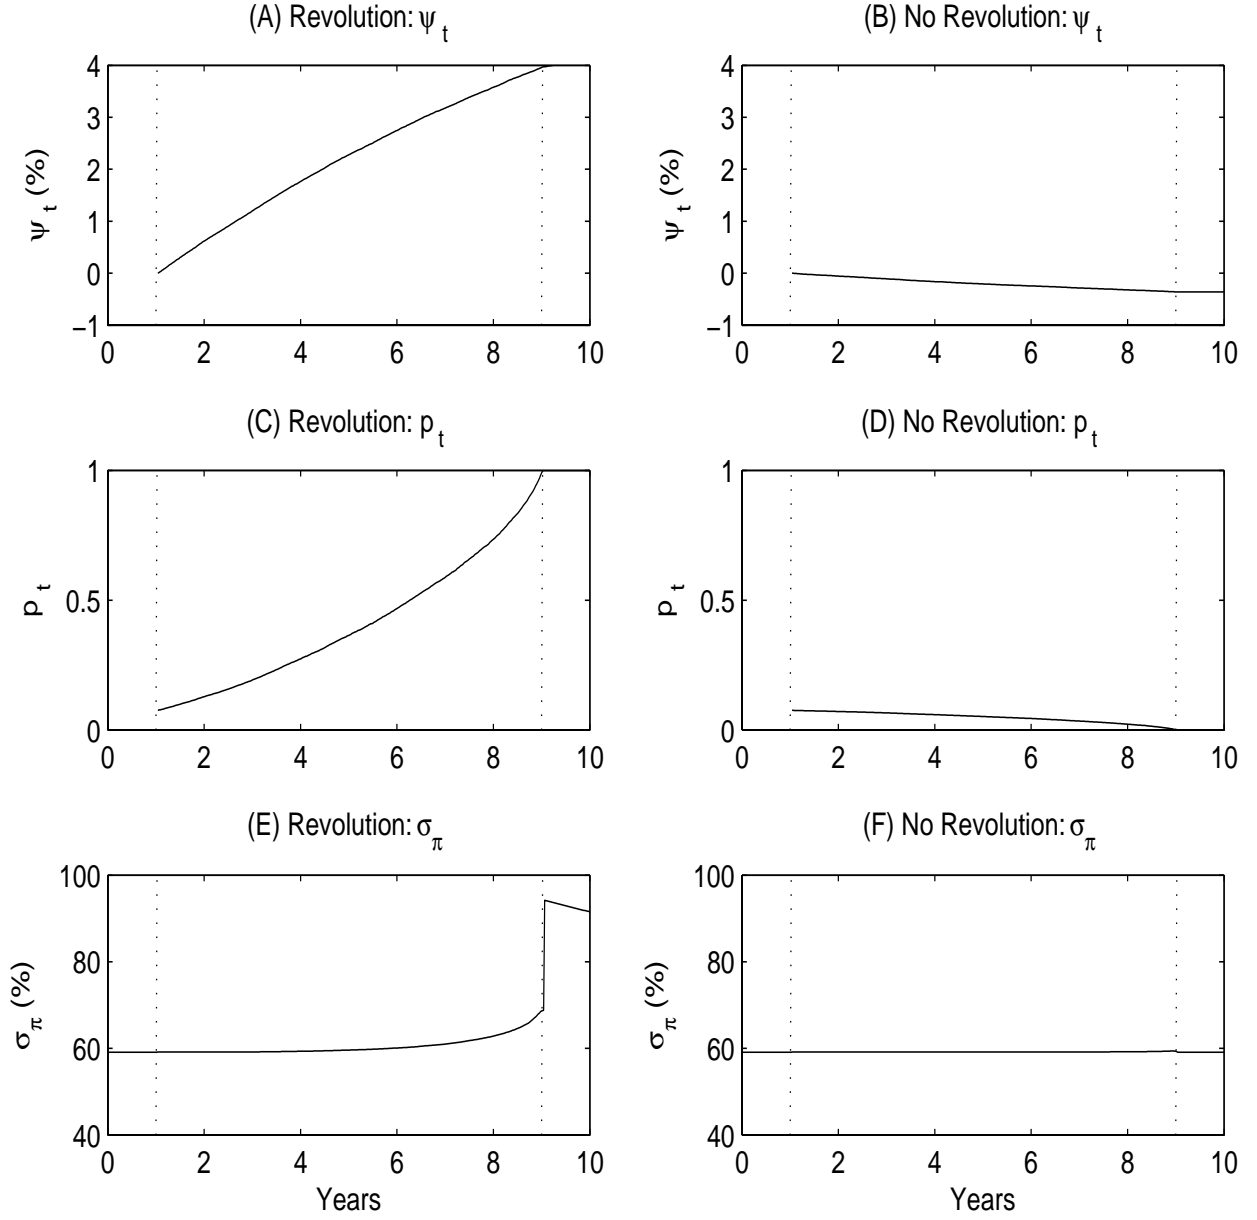 (A) Revolution: ψ t
4
3
2
1
0
−1
ψ t (%)
0 2 4 6 8 10
(B) No Revolution: ψ t
4
3
2
1
0
−1
ψ t (%)
0 2 4 6 8 10
(C) Revolution: p t
1
0.5
0
p t
0 2 4 6 8 10
(D) No Revolution: p t
1
0.5
0
p t
0 2 4 6 8 10
(E) Revolution: σ π
100
80
60
40
σ π (%)
0 2 4 6 8 10
Years
(F) No Revolution: σ π
100
80
60
40
σ π (%)
0 2 4 6 8 10
Years